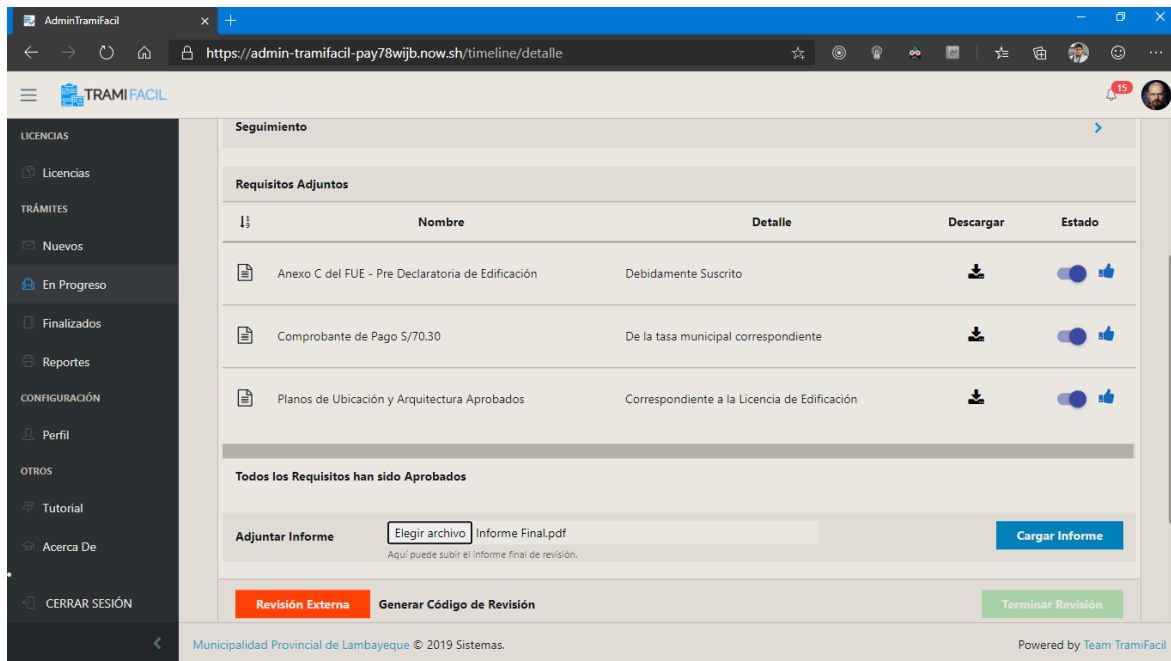 AdminTramiFacil
https://admin-tramifacil-pay78wijb.now.sh/timeline/detalle
TRAMIFACIL
15
LICENCIAS
Licencias
TRÁMITES
Nuevos
En Progreso
Finalizados
Reportes
CONFIGURACIÓN
Perfil
OTROS
Tutorial
Acerca De
CERRAR SESIÓN
Seguimiento
Requisitos Adjuntos
Nombre Detalle Descargar Estado
Anexo C del FUE - Pre Declaratoria de Edificación Debidamente Suscrito
Comprobante de Pago S/70.30 De la tasa municipal correspondiente
Planos de Ubicación y Arquitectura Aprobados Correspondiente a la Licencia de Edificación
Todos los Requisitos han sido Aprobados
Adjuntar Informe Elegir archivo Informe Final.pdf Cargar Informe
Aquí puede subir el informe final de revisión.
Revisión Externa Generar Código de Revisión Terminar Revisión
Municipalidad Provincial de Lambayeque © 2019 Sistemas. Powered by Team TramiFacil